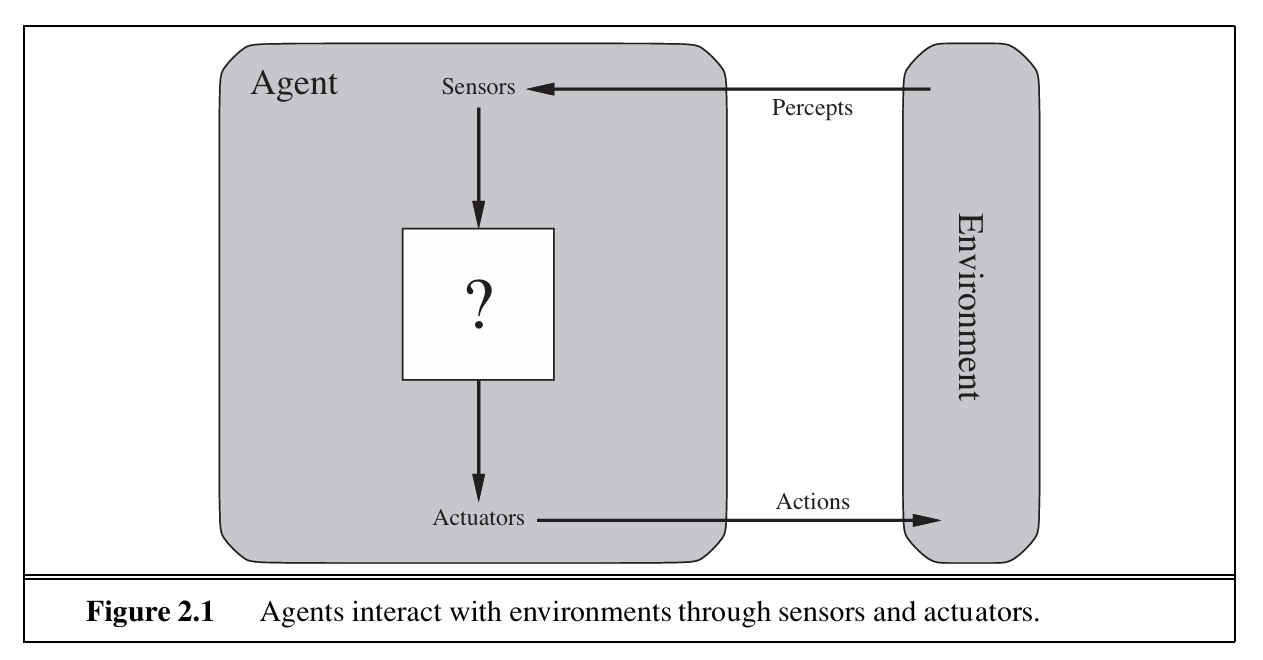 Agent
Sensors
Percepts
?
Environment
Actions
Actuators
Figure 2.1 Agents interact with environments through sensors and actuators.